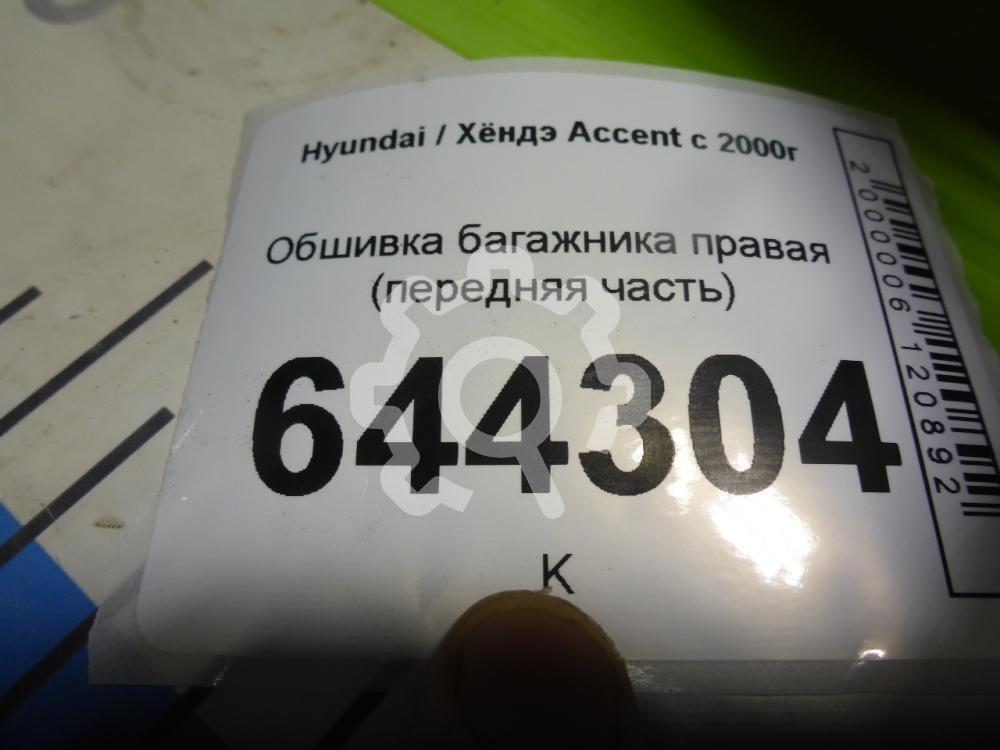 Hyundai / Хёндэ Accent с 2000г
Обшивка багажника правая
(передняя часть)
644304
К
2000006120892